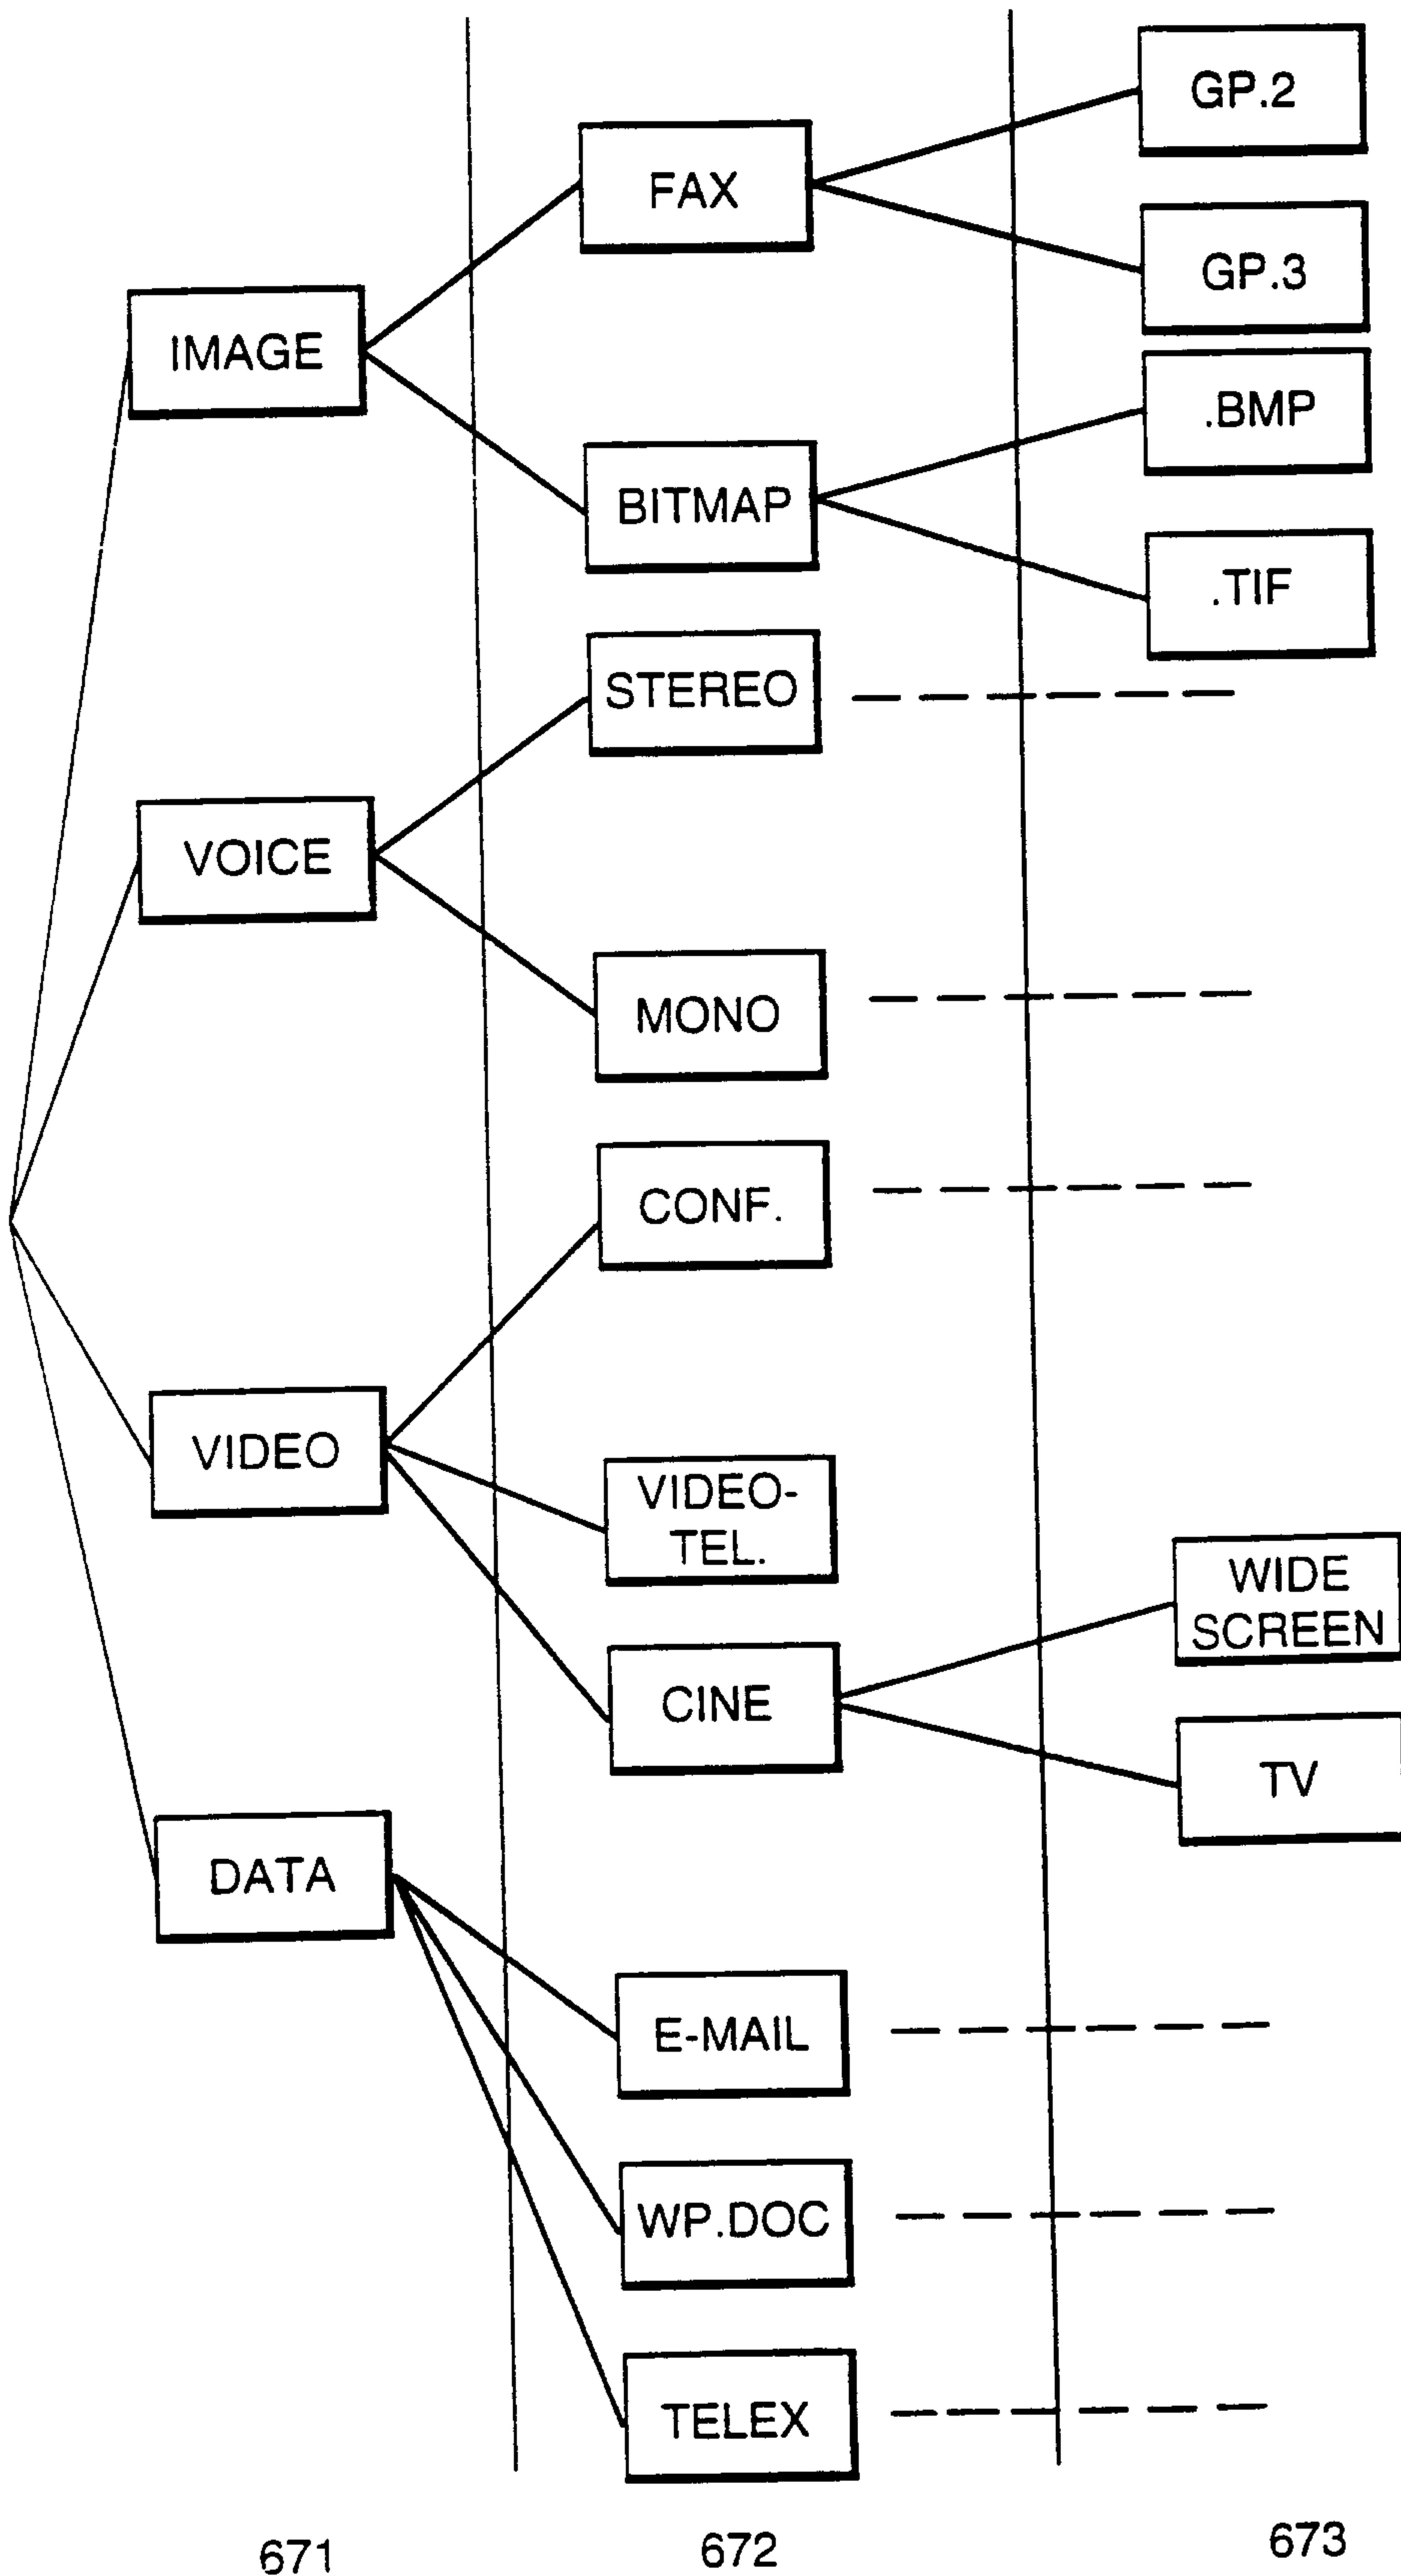 GP.2
FAX
GP.3
IMAGE
.BMP
BITMAP
.TIF
STEREO
VOICE
MONO
CONF.
VIDEO
VIDEO-
TEL.
WIDE
SCREEN
CINE
TV
DATA
E-MAIL
WP.DOC
TELEX
671
672
673